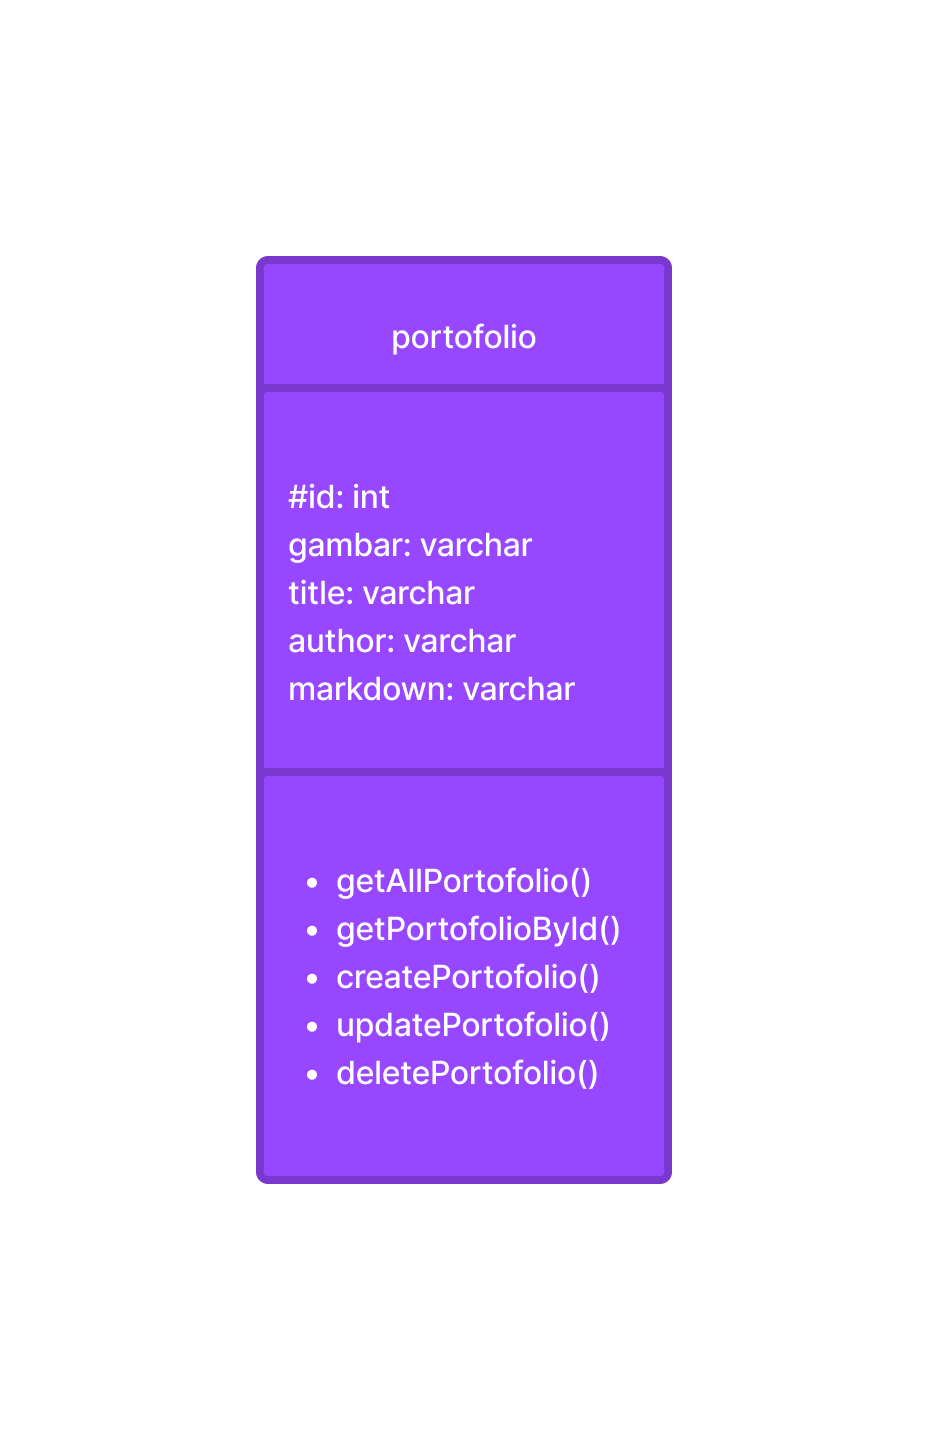 portofolio
#id: int
gambar: varchar
title: varchar
author: varchar
markdown: varchar
• getAllPortofolio()
• getPortofolioById()
• createPortofolio()
• updatePortofolio()
• deletePortofolio()